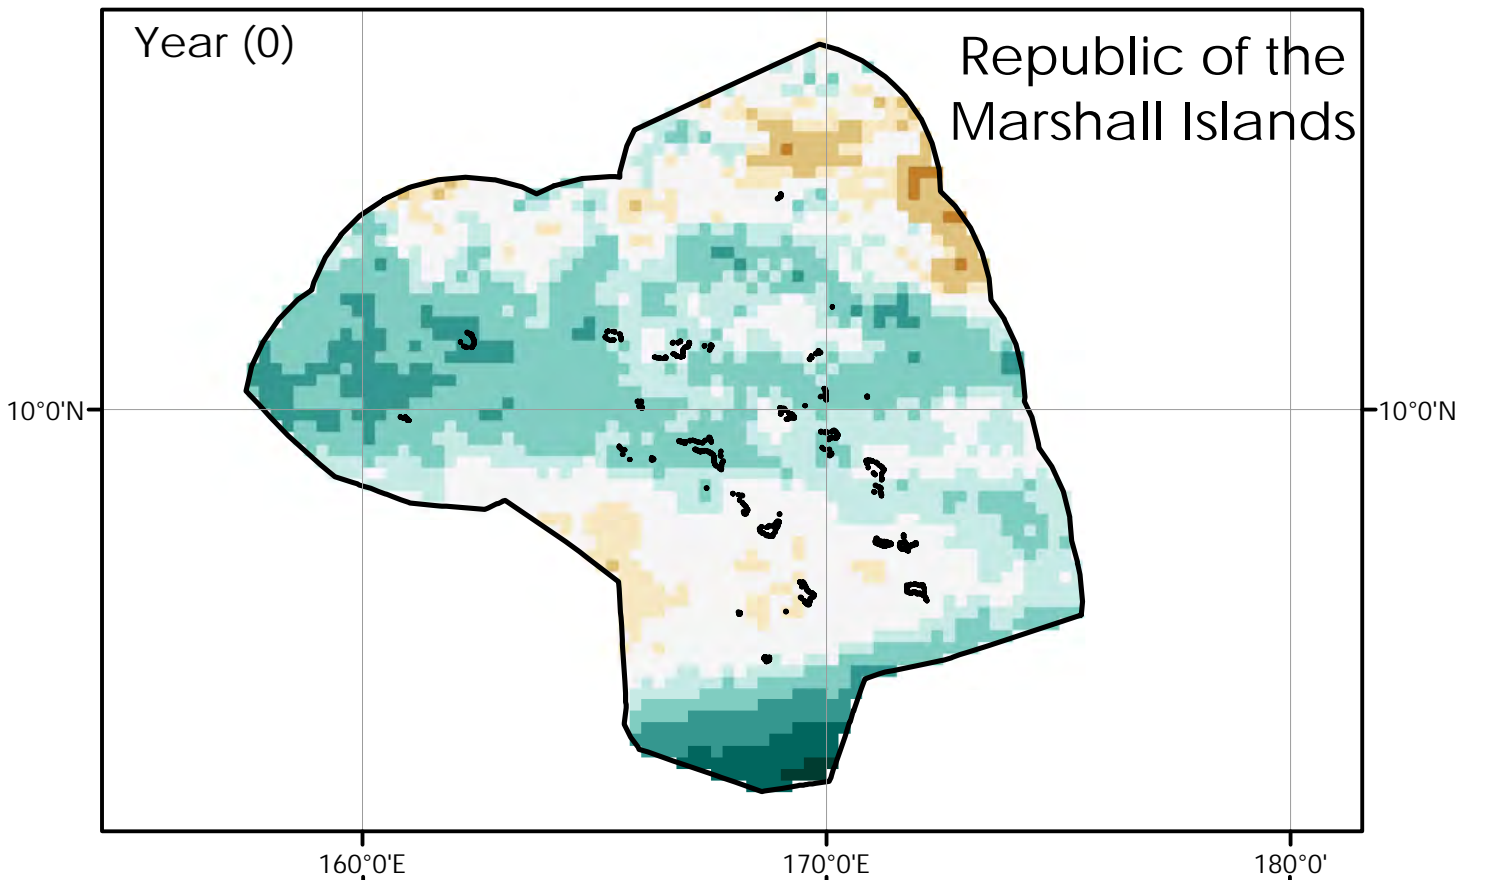 Year (0)
Republic of the
Marshall Islands
10°0'N
10°0'N
160°0'E
170°0'E
180°0'